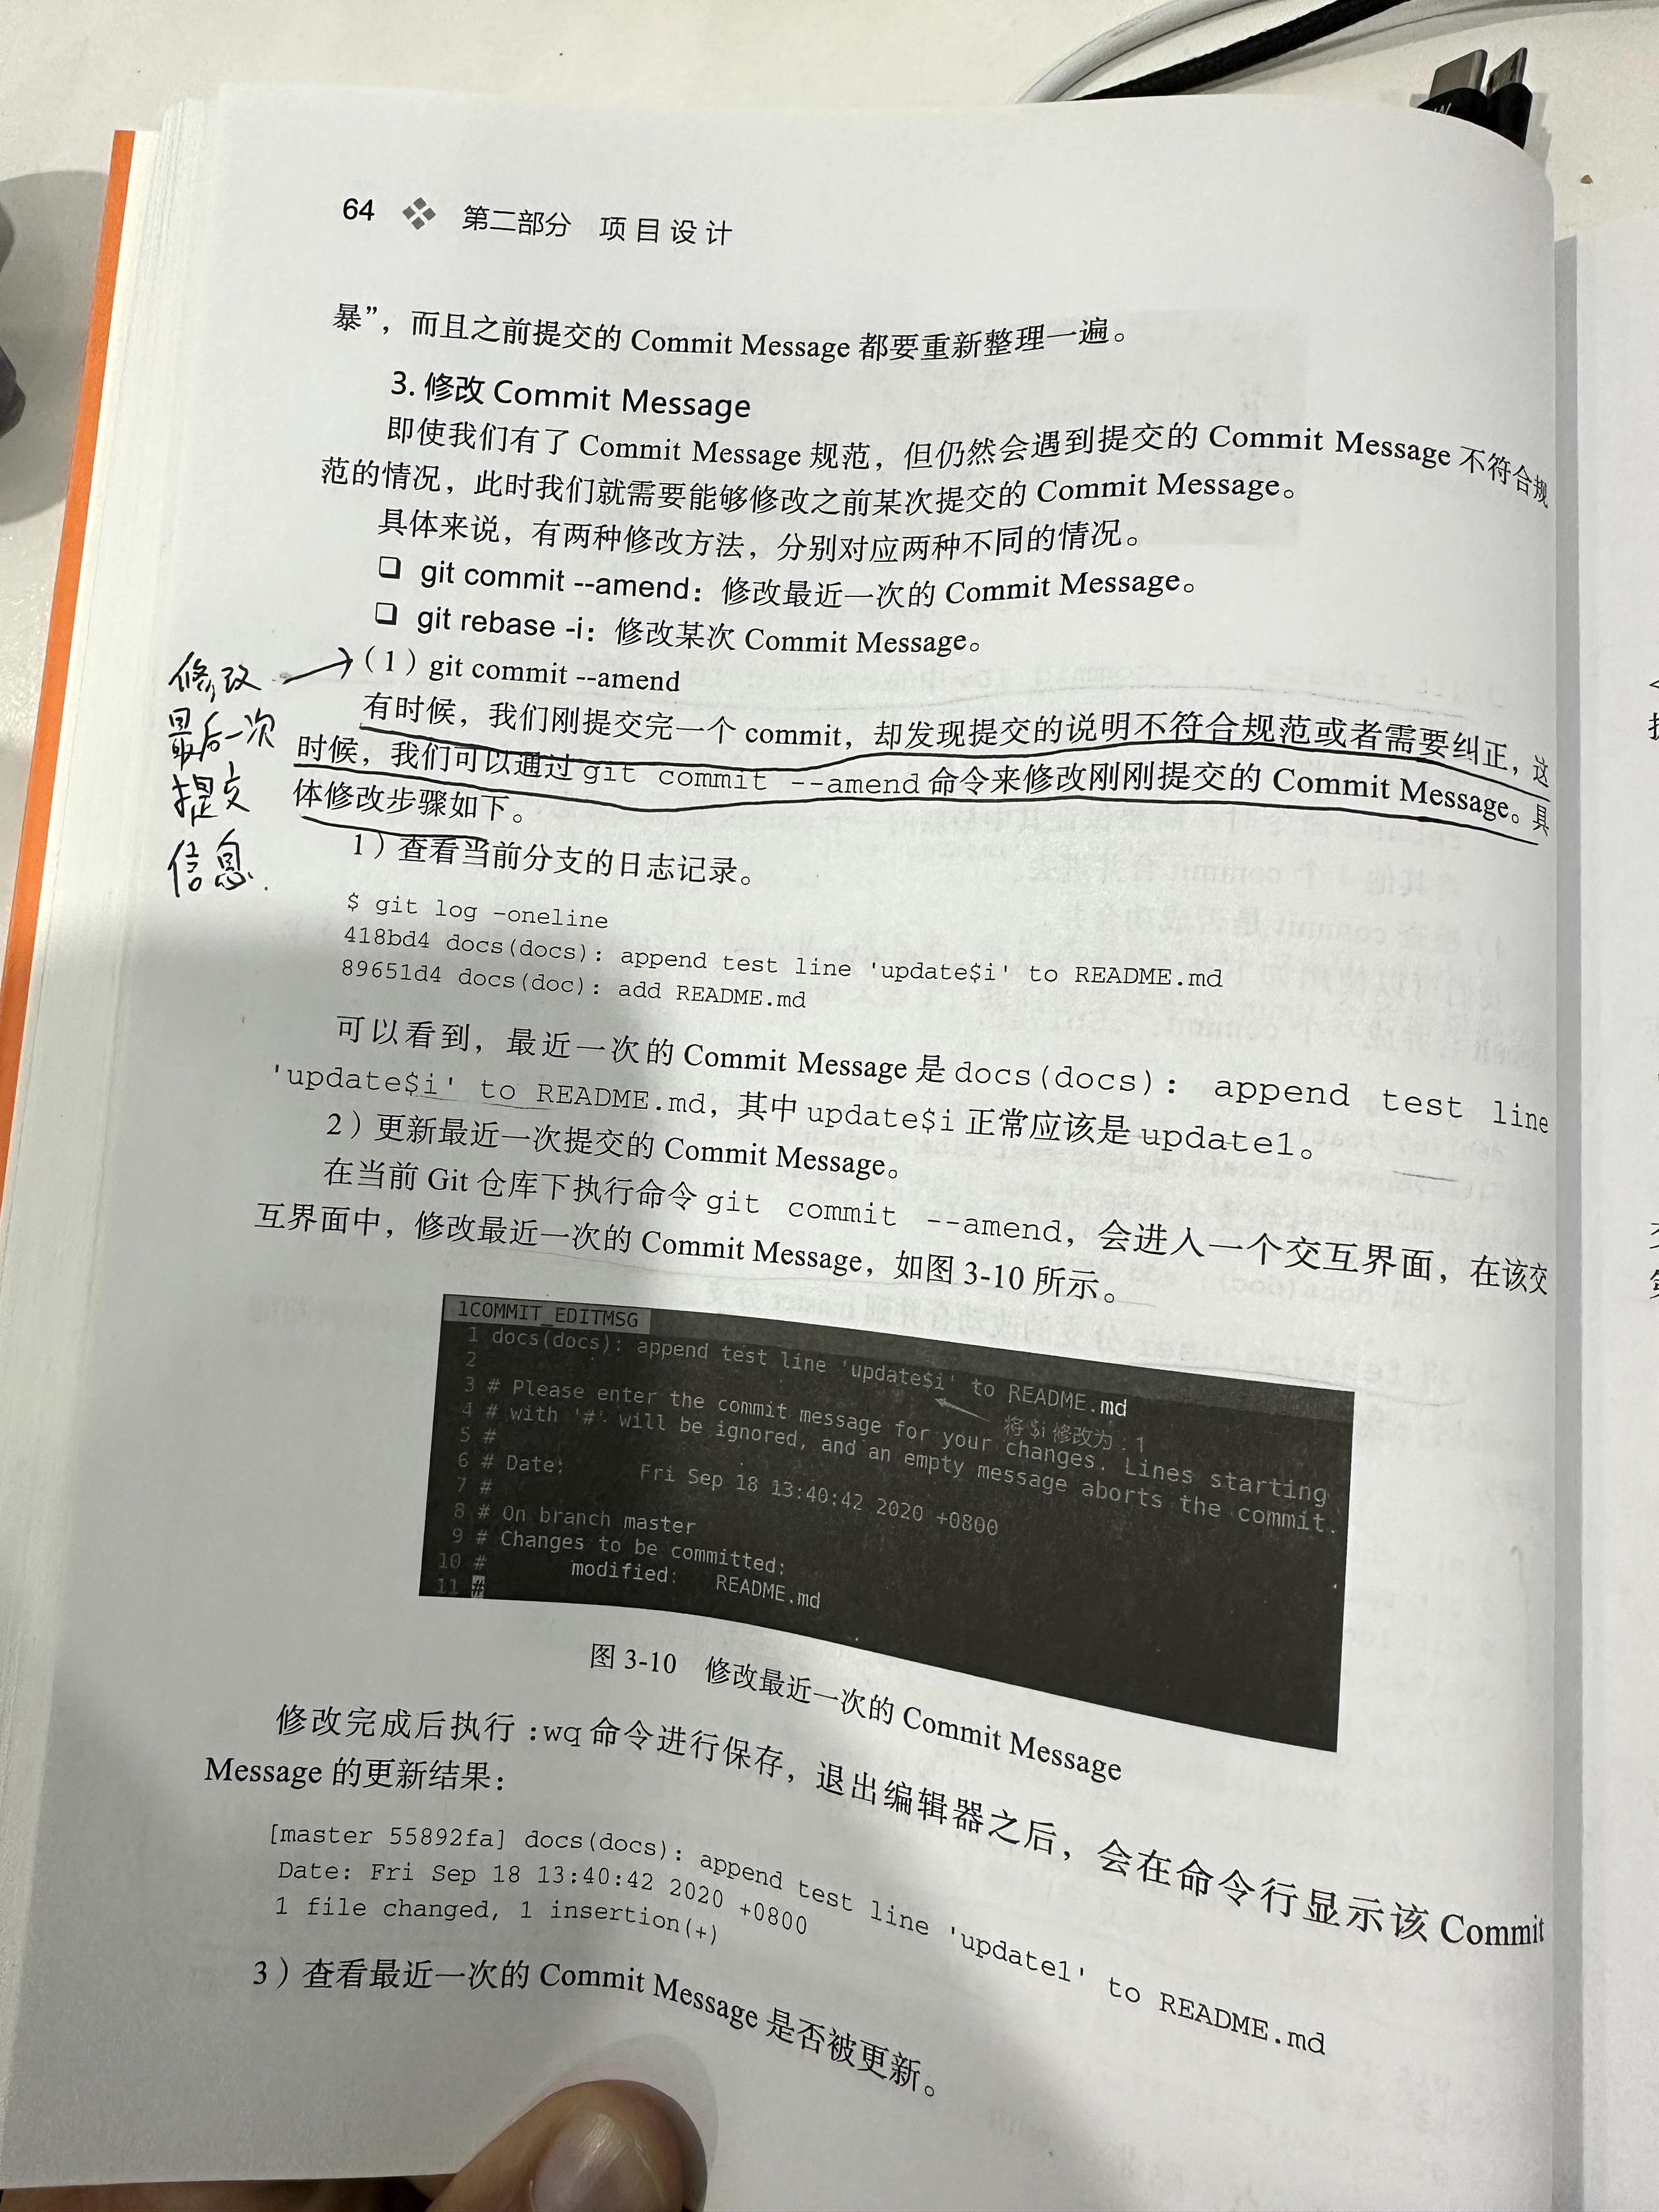 64 第二部分 项目设计
暴”，而且之前提交的 Commit Message 都要重新整理一遍。
3. 修改 Commit Message
即使我们有了 Commit Message 规范，但仍然会遇到提交的 Commit Message 不符合规
范的情况，此时我们就需要能够修改之前某次提交的 Commit Message。
具体来说，有两种修改方法，分别对应两种不同的情况。
❑ git commit --amend：修改最近一次的 Commit Message。
❑ git rebase -i：修改某次 Commit Message。
（1）git commit --amend
修改
最后一次
提交
信息.
有时候，我们刚提交完一个 commit，却发现提交的说明不符合规范或者需要纠正，这
时候，我们可以通过 git commit --amend 命令来修改刚刚提交的 Commit Message。具
体修改步骤如下。
1）查看当前分支的日志记录。
$ git log –oneline
418bd4 docs(docs): append test line 'update$i' to README.md
89651d4 docs(doc): add README.md
可以看到，最近一次的 Commit Message 是 docs(docs): append test line
'update$i' to README.md，其中 update$i 正常应该是 update1。
2）更新最近一次提交的 Commit Message。
在当前 Git 仓库下执行命令 git commit --amend，会进入一个交互界面，在该交
互界面中，修改最近一次的 Commit Message，如图 3-10 所示。
1COMMIT_EDITMSG
1 docs(docs): append test line 'update$i' to README.md
2
将 $i 修改为：1
3 # Please enter the commit message for your changes. Lines starting
4 # with '#' will be ignored, and an empty message aborts the commit.
5 #
6 # Date: Fri Sep 18 13:40:42 2020 +0800
7 #
8 # On branch master
9 # Changes to be committed:
10 # modified: README.md
11 #
图 3-10 修改最近一次的 Commit Message
修改完成后执行 :wq 命令进行保存，退出编辑器之后，会在命令行显示该 Commit
Message 的更新结果：
[master 55892fa] docs(docs): append test line 'update1' to README.md
Date: Fri Sep 18 13:40:42 2020 +0800
1 file changed, 1 insertion(+)
3）查看最近一次的 Commit Message 是否被更新。